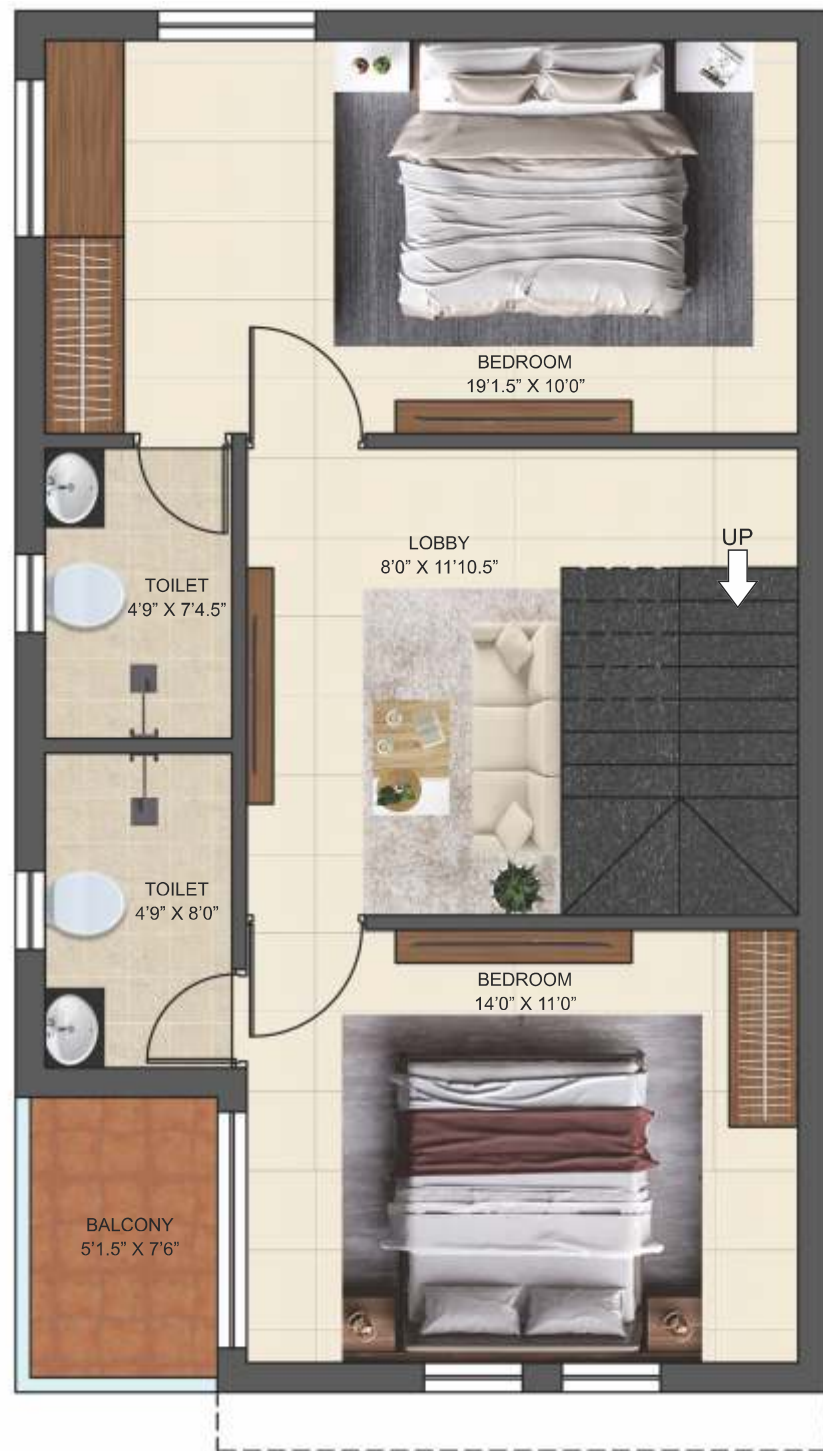 BEDROOM
19’1.5” X 10’0”
LOBBY
8’0” X 11’10.5”
UP
TOILET
4’9” X 7’4.5”
TOILET
4’9” X 8’0”
BEDROOM
14’0” X 11’0”
BALCONY
5’1.5” X 7’6”